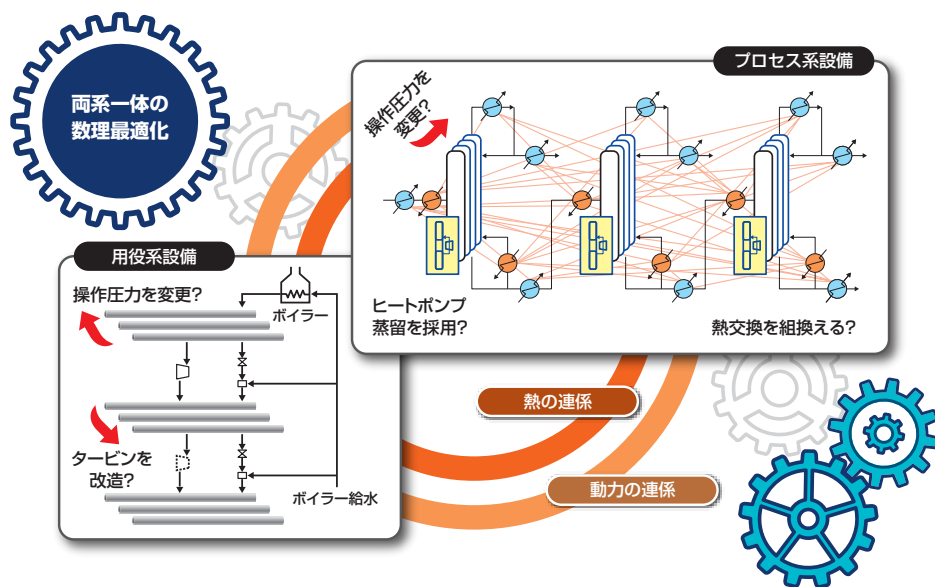 両系一体の
数理最適化
プロセス系設備
操作圧力を
変更?
ヒートポンプ
蒸留を採用?
熱交換を組換える?
用役系設備
操作圧力を変更?
ボイラー
タービンを
改造?
ボイラー給水
熱の連係
動力の連係